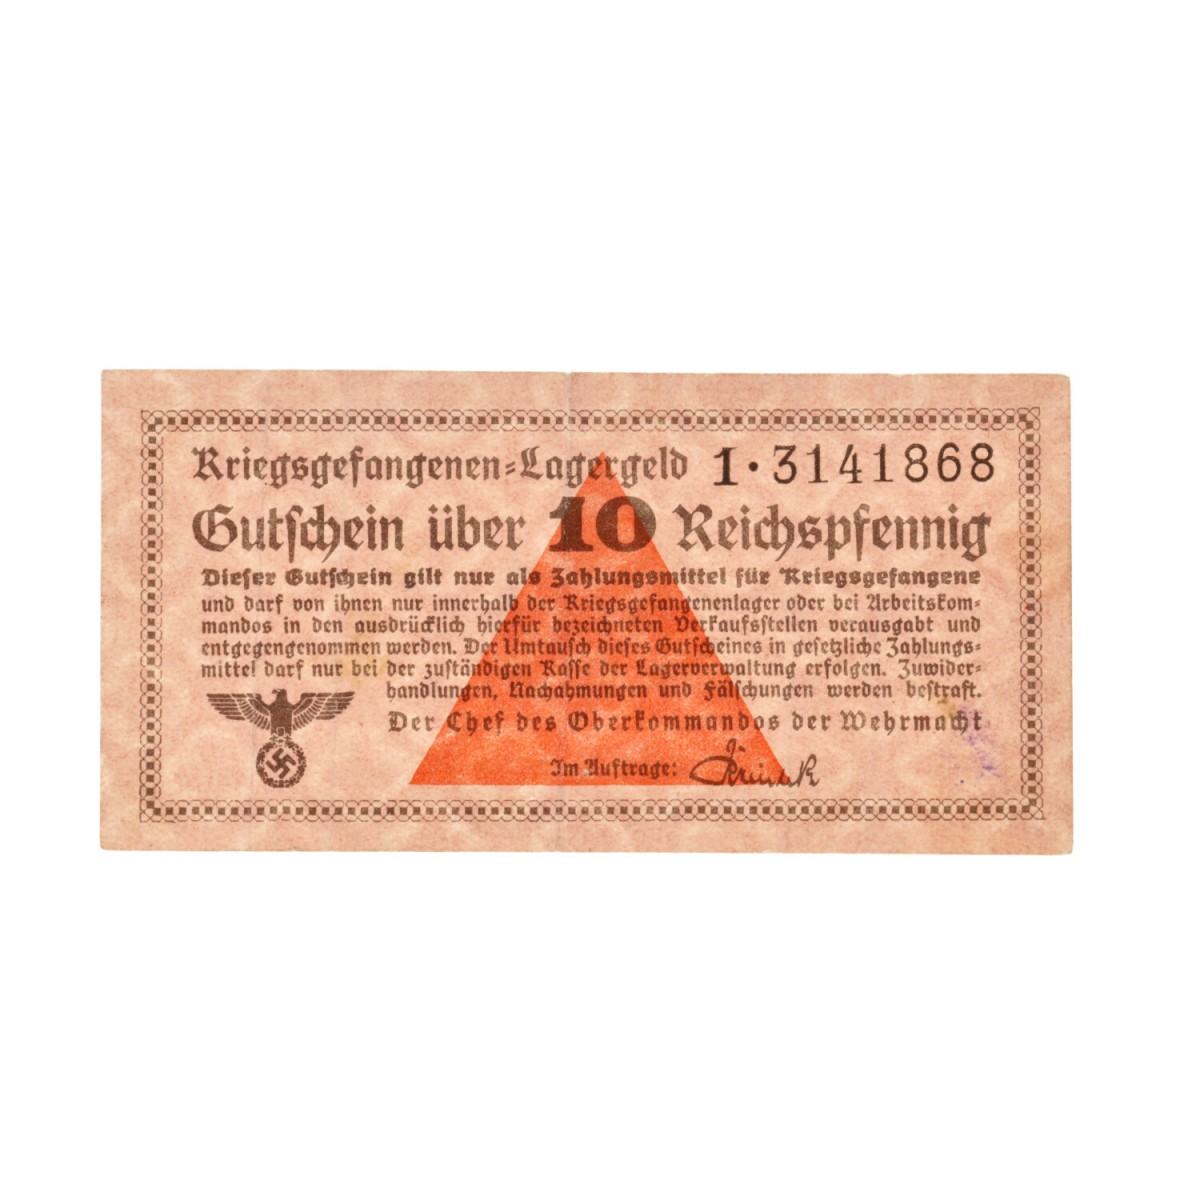 Kriegsgefangenen-Lagergeld 1·3141868
Gutschein über 10 Reichspfennig
Dieser Gutschein gilt nur als Zahlungsmittel für Kriegsgefangene
und darf von ihnen nur innerhalb der Kriegsgefangenenlager oder bei Arbeitskom-
mandos in den ausdrücklich hierfür bezeichneten Verkaufsstellen verausgabt und
entgegengenommen werden. Der Umtausch dieses Gutscheines in gesetzliche Zahlungs-
mittel darf nur bei der zuständigen Kasse der Lagerverwaltung erfolgen. Zuwider-
handlungen, Nachahmungen und Fälschungen werden bestraft.
Der Chef des Oberkommandos der Wehrmacht
Im Auftrage: